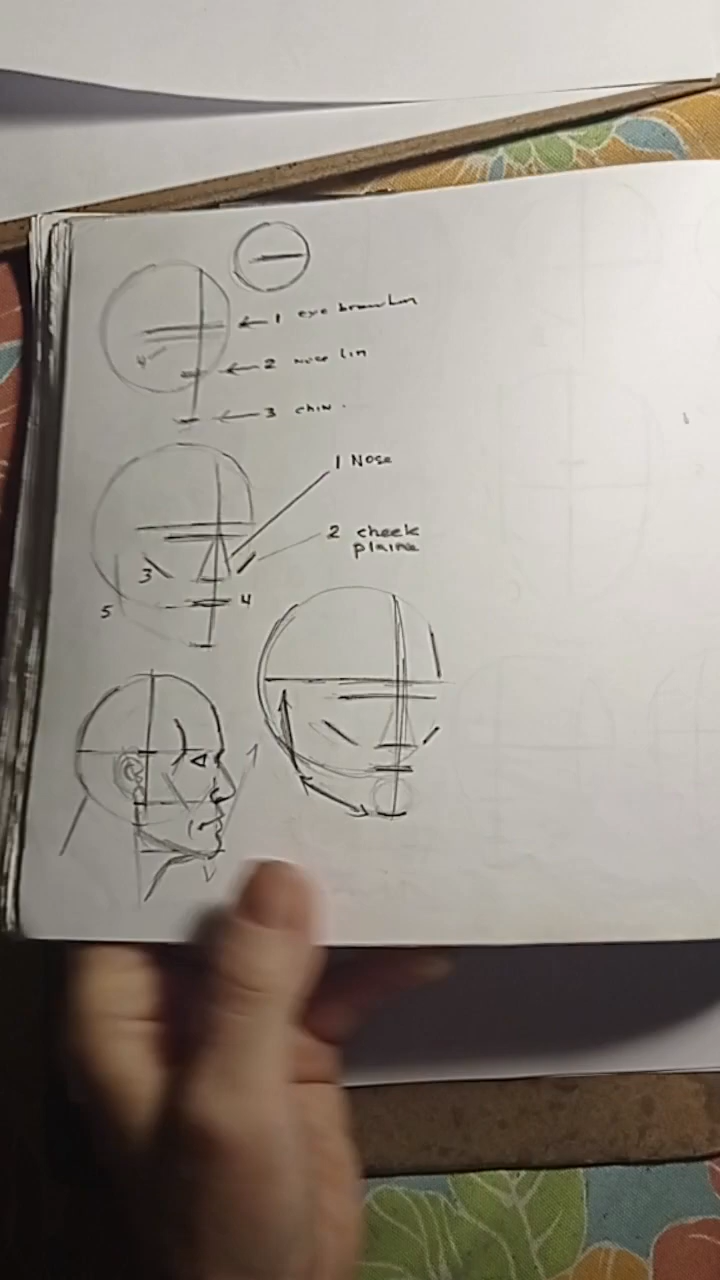 1 eye brow Lin
2 nose lin
4
3 chin.
1 Nose
2 cheek
plaine
3
4
5